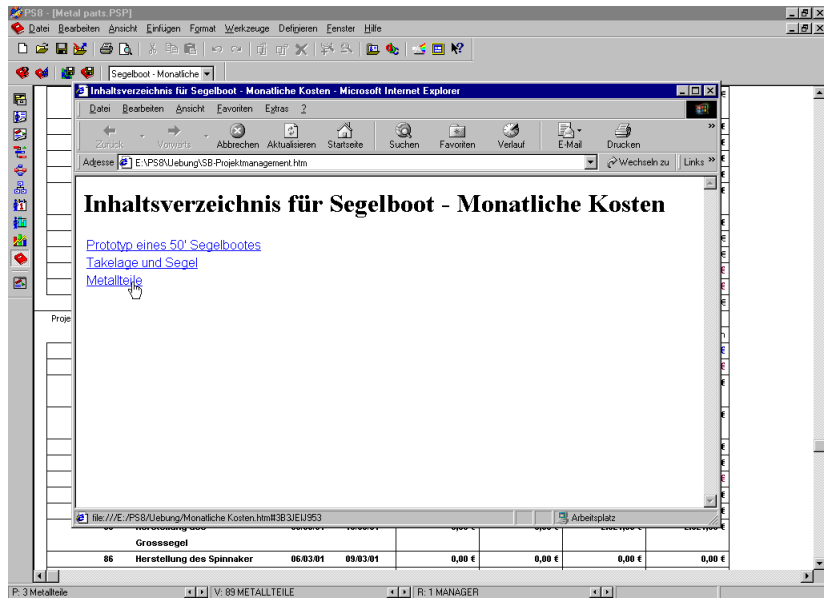 PS8 - [Metal parts.PSP]
Datei Bearbeiten Ansicht Einfügen Format Werkzeuge Definieren Fenster Hilfe
Segelboot - Monatliche
Inhaltsverzeichnis für Segelboot - Monatliche Kosten - Microsoft Internet Explorer
Datei Bearbeiten Ansicht Favoriten Extras ?
Zurück Vorwärts Abbrechen Aktualisieren Startseite Suchen Favoriten Verlauf E-Mail Drucken »
Adresse E:\PS8\Uebung\SB-Projektmanagement.htm Wechseln zu Links »
Inhaltsverzeichnis für Segelboot - Monatliche Kosten
Prototyp eines 50' Segelbootes
Takelage und Segel
Metallteile
Proje
file:///E:/PS8/Uebung/Monatliche Kosten.htm#3B3JEIJ953 Arbeitsplatz
Grosssegel
86 Herstellung des Spinnaker 06/03/01 09/03/01 0,00 € 0,00 € 0,00 € 0,00 €
P: 3 Metallteile V: 89 METALLTEILE R: 1 MANAGER